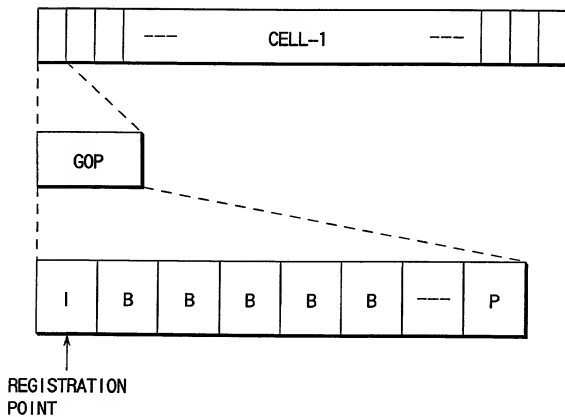 --- CELL-1 ---
GOP
I B B B B B --- P
REGISTRATION
POINT